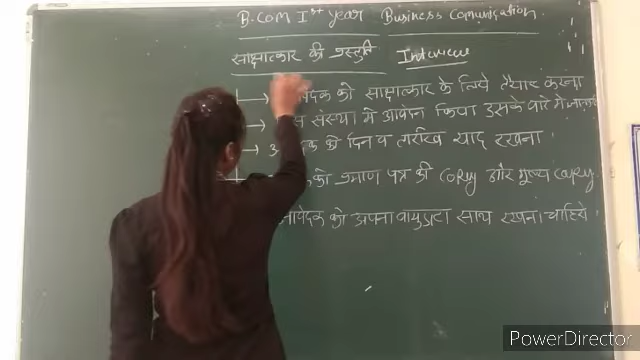 B.COM Ist year Business Comunication.
साक्षात्कार की प्रस्तुति Interview
को साक्षात्कार के लिये तैयार करना
संस्था मे आवेदन किया उसके बारे मे
को दिन व तारीख याद रखना
को प्रमाण पत्र की copy और मूल copy.
आवेदक को अपना वायुडाटा साथ रखना चाहिये।
PowerDirector